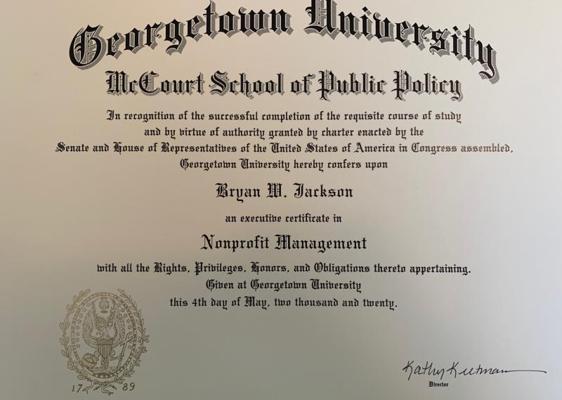 Georgetown University
McCourt School of Public Policy
In recognition of the successful completion of the requisite course of study
and by virtue of authority granted by charter enacted by the
Senate and House of Representatives of the United States of America in Congress assembled,
Georgetown University hereby confers upon
Bryan W. Jackson
an executive certificate in
Nonprofit Management
with all the Rights, Privileges, Honors, and Obligations thereto appertaining.
Given at Georgetown University
this 4th day of May, two thousand and twenty.
17 89
Kathy
Director